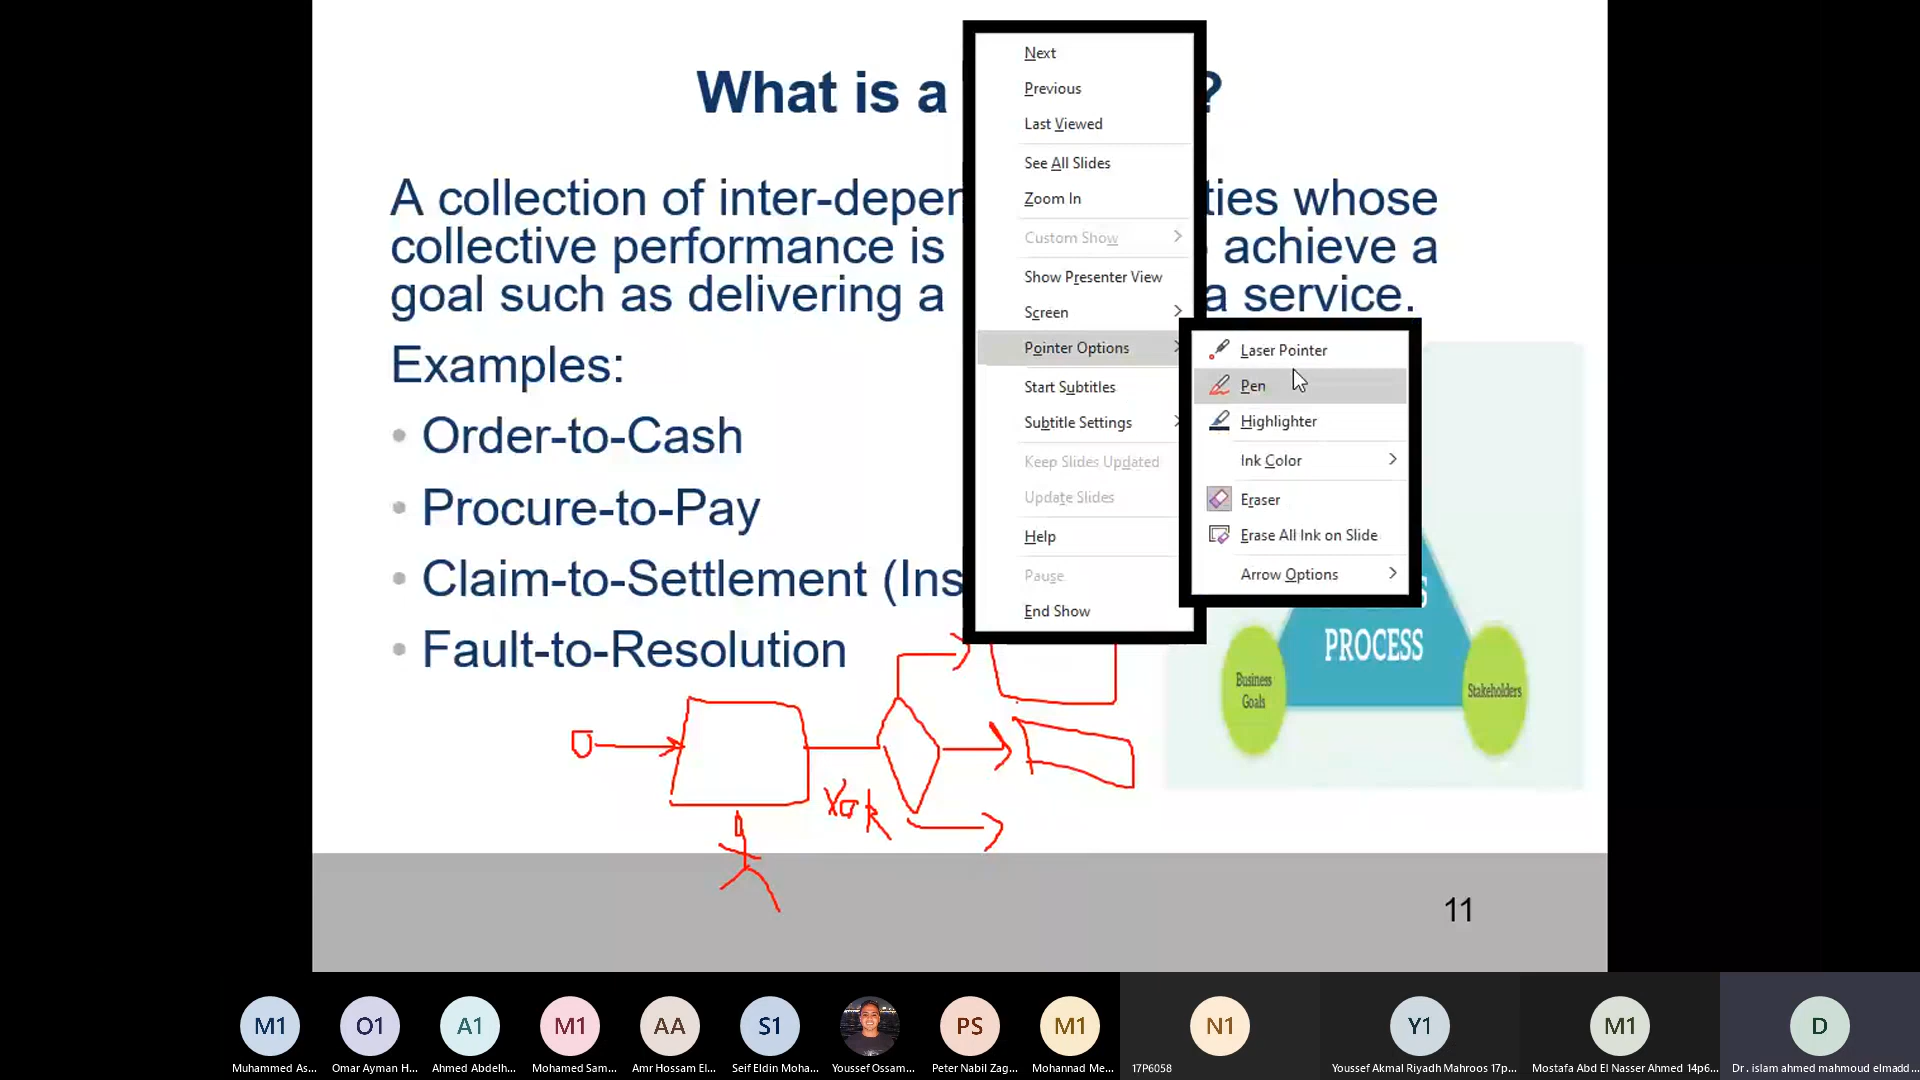 What is a ?
A collection of inter-depen ties whose
collective performance is achieve a
goal such as delivering a a service.
Examples:
• Order-to-Cash
• Procure-to-Pay
• Claim-to-Settlement (Ins
• Fault-to-Resolution
Next
Previous
Last Viewed
See All Slides
Zoom In
Custom Show
Show Presenter View
Screen
Pointer Options
Start Subtitles
Subtitle Settings
Keep Slides Updated
Update Slides
Help
Pause
End Show
Laser Pointer
Pen
Highlighter
Ink Color
Eraser
Erase All Ink on Slide
Arrow Options
PROCESS
Business
Goals
Stakeholders
XOR
11
M1
O1
A1
M1
AA
S1
PS
M1
N1
Y1
M1
D
Muhammed As...
Omar Ayman H...
Ahmed Abdelh...
Mohamed Sam...
Amr Hossam El...
Seif Eldin Moha...
Youssef Ossam...
Peter Nabil Zag...
Mohannad Me...
17P6058
Youssef Akmal Riyadh Mahroos 17p...
Mostafa Abd El Nasser Ahmed 14p6...
Dr. islam ahmed mahmoud elmadd...